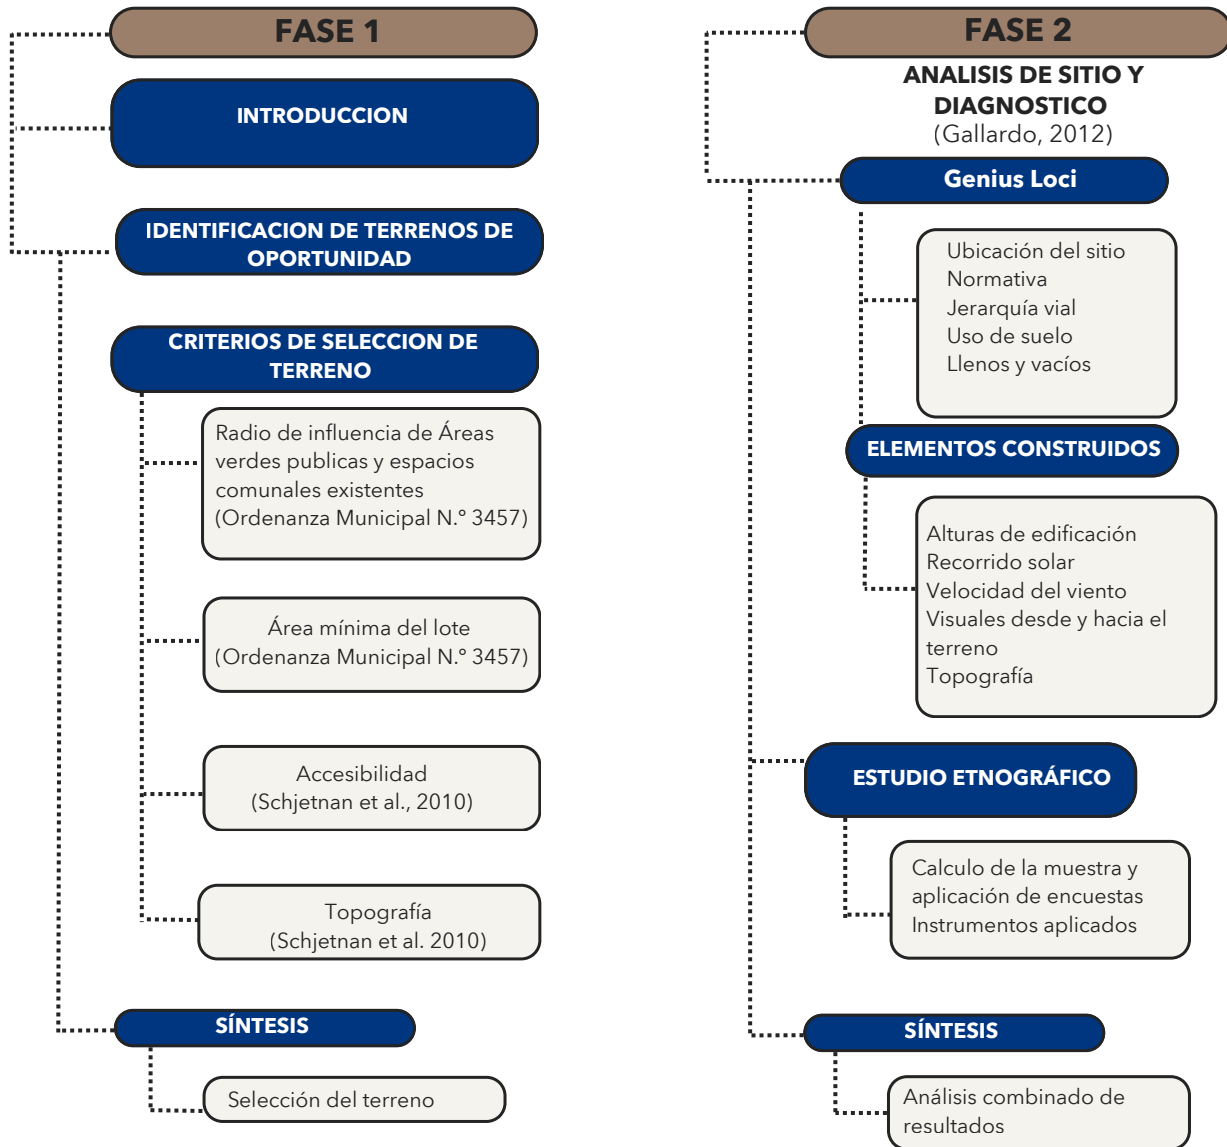 FASE 1
INTRODUCCION
IDENTIFICACION DE TERRENOS DE
OPORTUNIDAD
CRITERIOS DE SELECCION DE
TERRENO
Radio de influencia de Áreas
verdes publicas y espacios
comunales existentes
(Ordenanza Municipal N.º 3457)
Área mínima del lote
(Ordenanza Municipal N.º 3457)
Accesibilidad
(Schjetnan et al., 2010)
Topografía
(Schjetnan et al. 2010)
SÍNTESIS
Selección del terreno
FASE 2
ANALISIS DE SITIO Y
DIAGNOSTICO
(Gallardo, 2012)
Genius Loci
Ubicación del sitio
Normativa
Jerarquía vial
Uso de suelo
Llenos y vacíos
ELEMENTOS CONSTRUIDOS
Alturas de edificación
Recorrido solar
Velocidad del viento
Visuales desde y hacia el
terreno
Topografía
ESTUDIO ETNOGRÁFICO
Calculo de la muestra y
aplicación de encuestas
Instrumentos aplicados
SÍNTESIS
Análisis combinado de
resultados